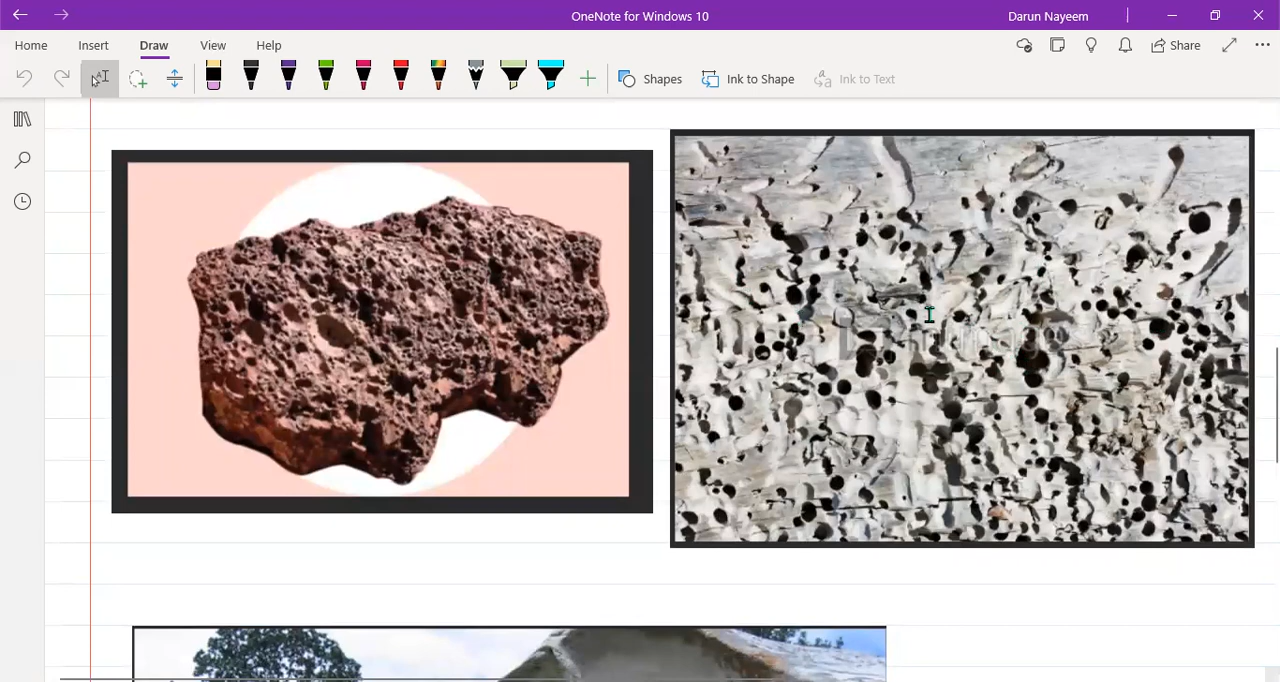 OneNote for Windows 10
Darun Nayeem
Home Insert Draw View Help
Share
Shapes
Ink to Shape
Ink to Text